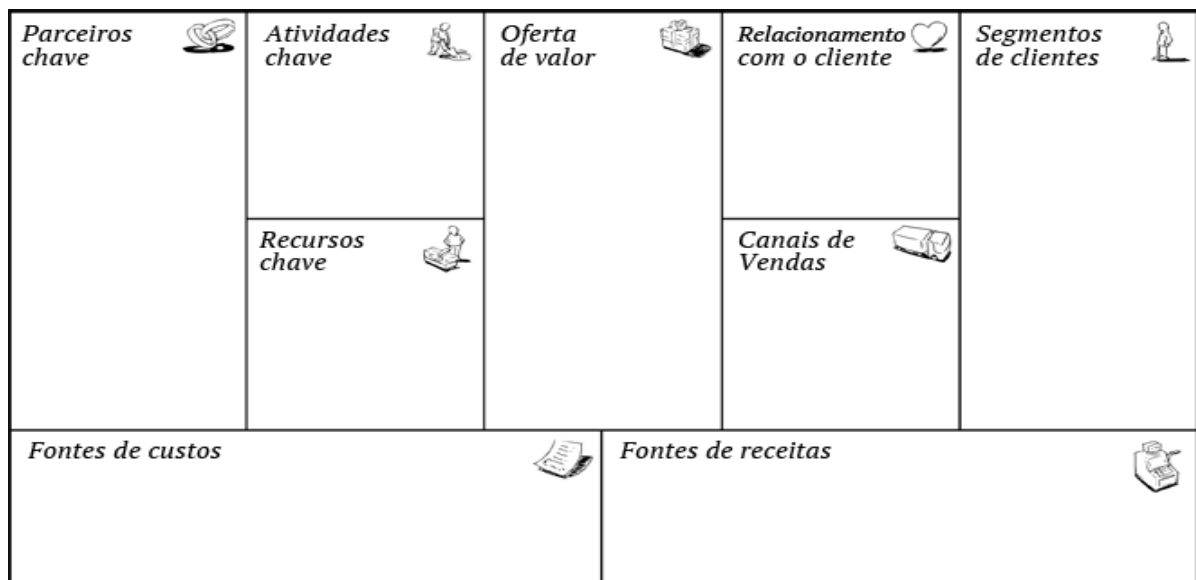 Parceiros
chave
Atividades
chave
Oferta
de valor
Relacionamento
com o cliente
Segmentos
de clientes
Recursos
chave
Canais de
Vendas
Fontes de custos
Fontes de receitas